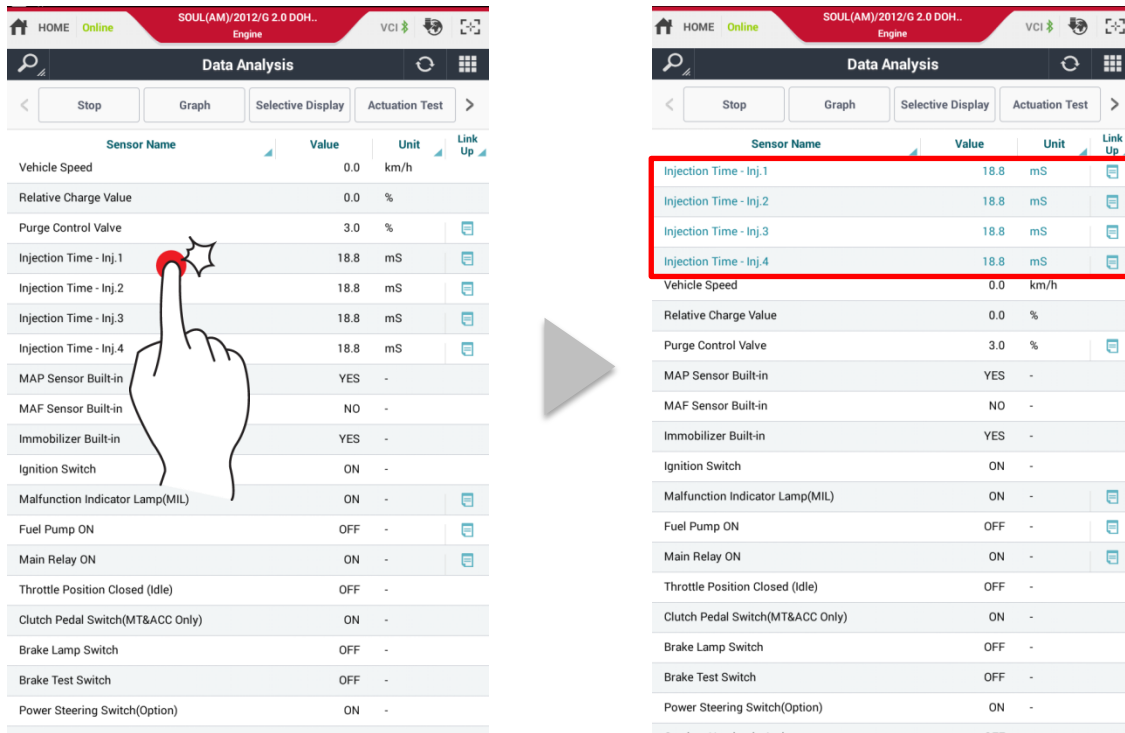 HOME Online SOUL(AM)/2012/G 2.0 DOH.. VCI
Engine
Data Analysis
Stop Graph Selective Display Actuation Test
Sensor Name Value Unit Link Up
Vehicle Speed 0.0 km/h
Relative Charge Value 0.0 %
Purge Control Valve 3.0 %
Injection Time - Inj.1 18.8 mS
Injection Time - Inj.2 18.8 mS
Injection Time - Inj.3 18.8 mS
Injection Time - Inj.4 18.8 mS
MAP Sensor Built-in YES -
MAF Sensor Built-in NO -
Immobilizer Built-in YES -
Ignition Switch ON -
Malfunction Indicator Lamp(MIL) ON -
Fuel Pump ON OFF -
Main Relay ON ON -
Throttle Position Closed (Idle) OFF -
Clutch Pedal Switch(MT&ACC Only) ON -
Brake Lamp Switch OFF -
Brake Test Switch OFF -
Power Steering Switch(Option) ON -
HOME Online SOUL(AM)/2012/G 2.0 DOH.. VCI
Engine
Data Analysis
Stop Graph Selective Display Actuation Test
Sensor Name Value Unit Link Up
Injection Time - Inj.1 18.8 mS
Injection Time - Inj.2 18.8 mS
Injection Time - Inj.3 18.8 mS
Injection Time - Inj.4 18.8 mS
Vehicle Speed 0.0 km/h
Relative Charge Value 0.0 %
Purge Control Valve 3.0 %
MAP Sensor Built-in YES -
MAF Sensor Built-in NO -
Immobilizer Built-in YES -
Ignition Switch ON -
Malfunction Indicator Lamp(MIL) ON -
Fuel Pump ON OFF -
Main Relay ON ON -
Throttle Position Closed (Idle) OFF -
Clutch Pedal Switch(MT&ACC Only) ON -
Brake Lamp Switch OFF -
Brake Test Switch OFF -
Power Steering Switch(Option) ON -